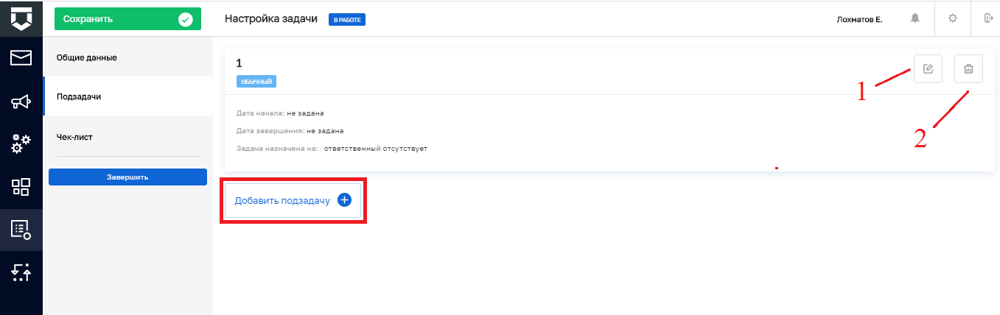 Сохранить
Настройка задачи
В РАБОТЕ
Лохматов Е.
Общие данные
Подзадачи
Чек-лист
Завершить
1
ОБЫЧНЫЙ
Дата начала: не задана
Дата завершения: не задана
Задача назначена на: ответственный отсутствует
1
2
Добавить подзадачу